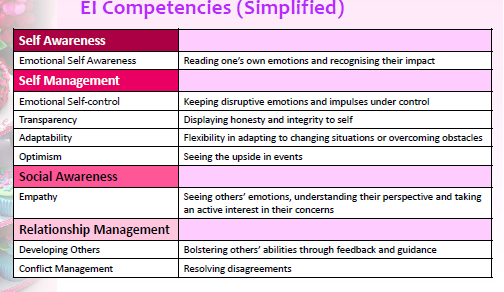 EI Competencies (Simplified)
Self Awareness
Emotional Self Awareness Reading one's own emotions and recognising their impact
Self Management
Emotional Self-control Keeping disruptive emotions and impulses under control
Transparency Displaying honesty and integrity to self
Adaptability Flexibility in adapting to changing situations or overcoming obstacles
Optimism Seeing the upside in events
Social Awareness
Empathy Seeing others' emotions, understanding their perspective and taking
an active interest in their concerns
Relationship Management
Developing Others Bolstering others' abilities through feedback and guidance
Conflict Management Resolving disagreements